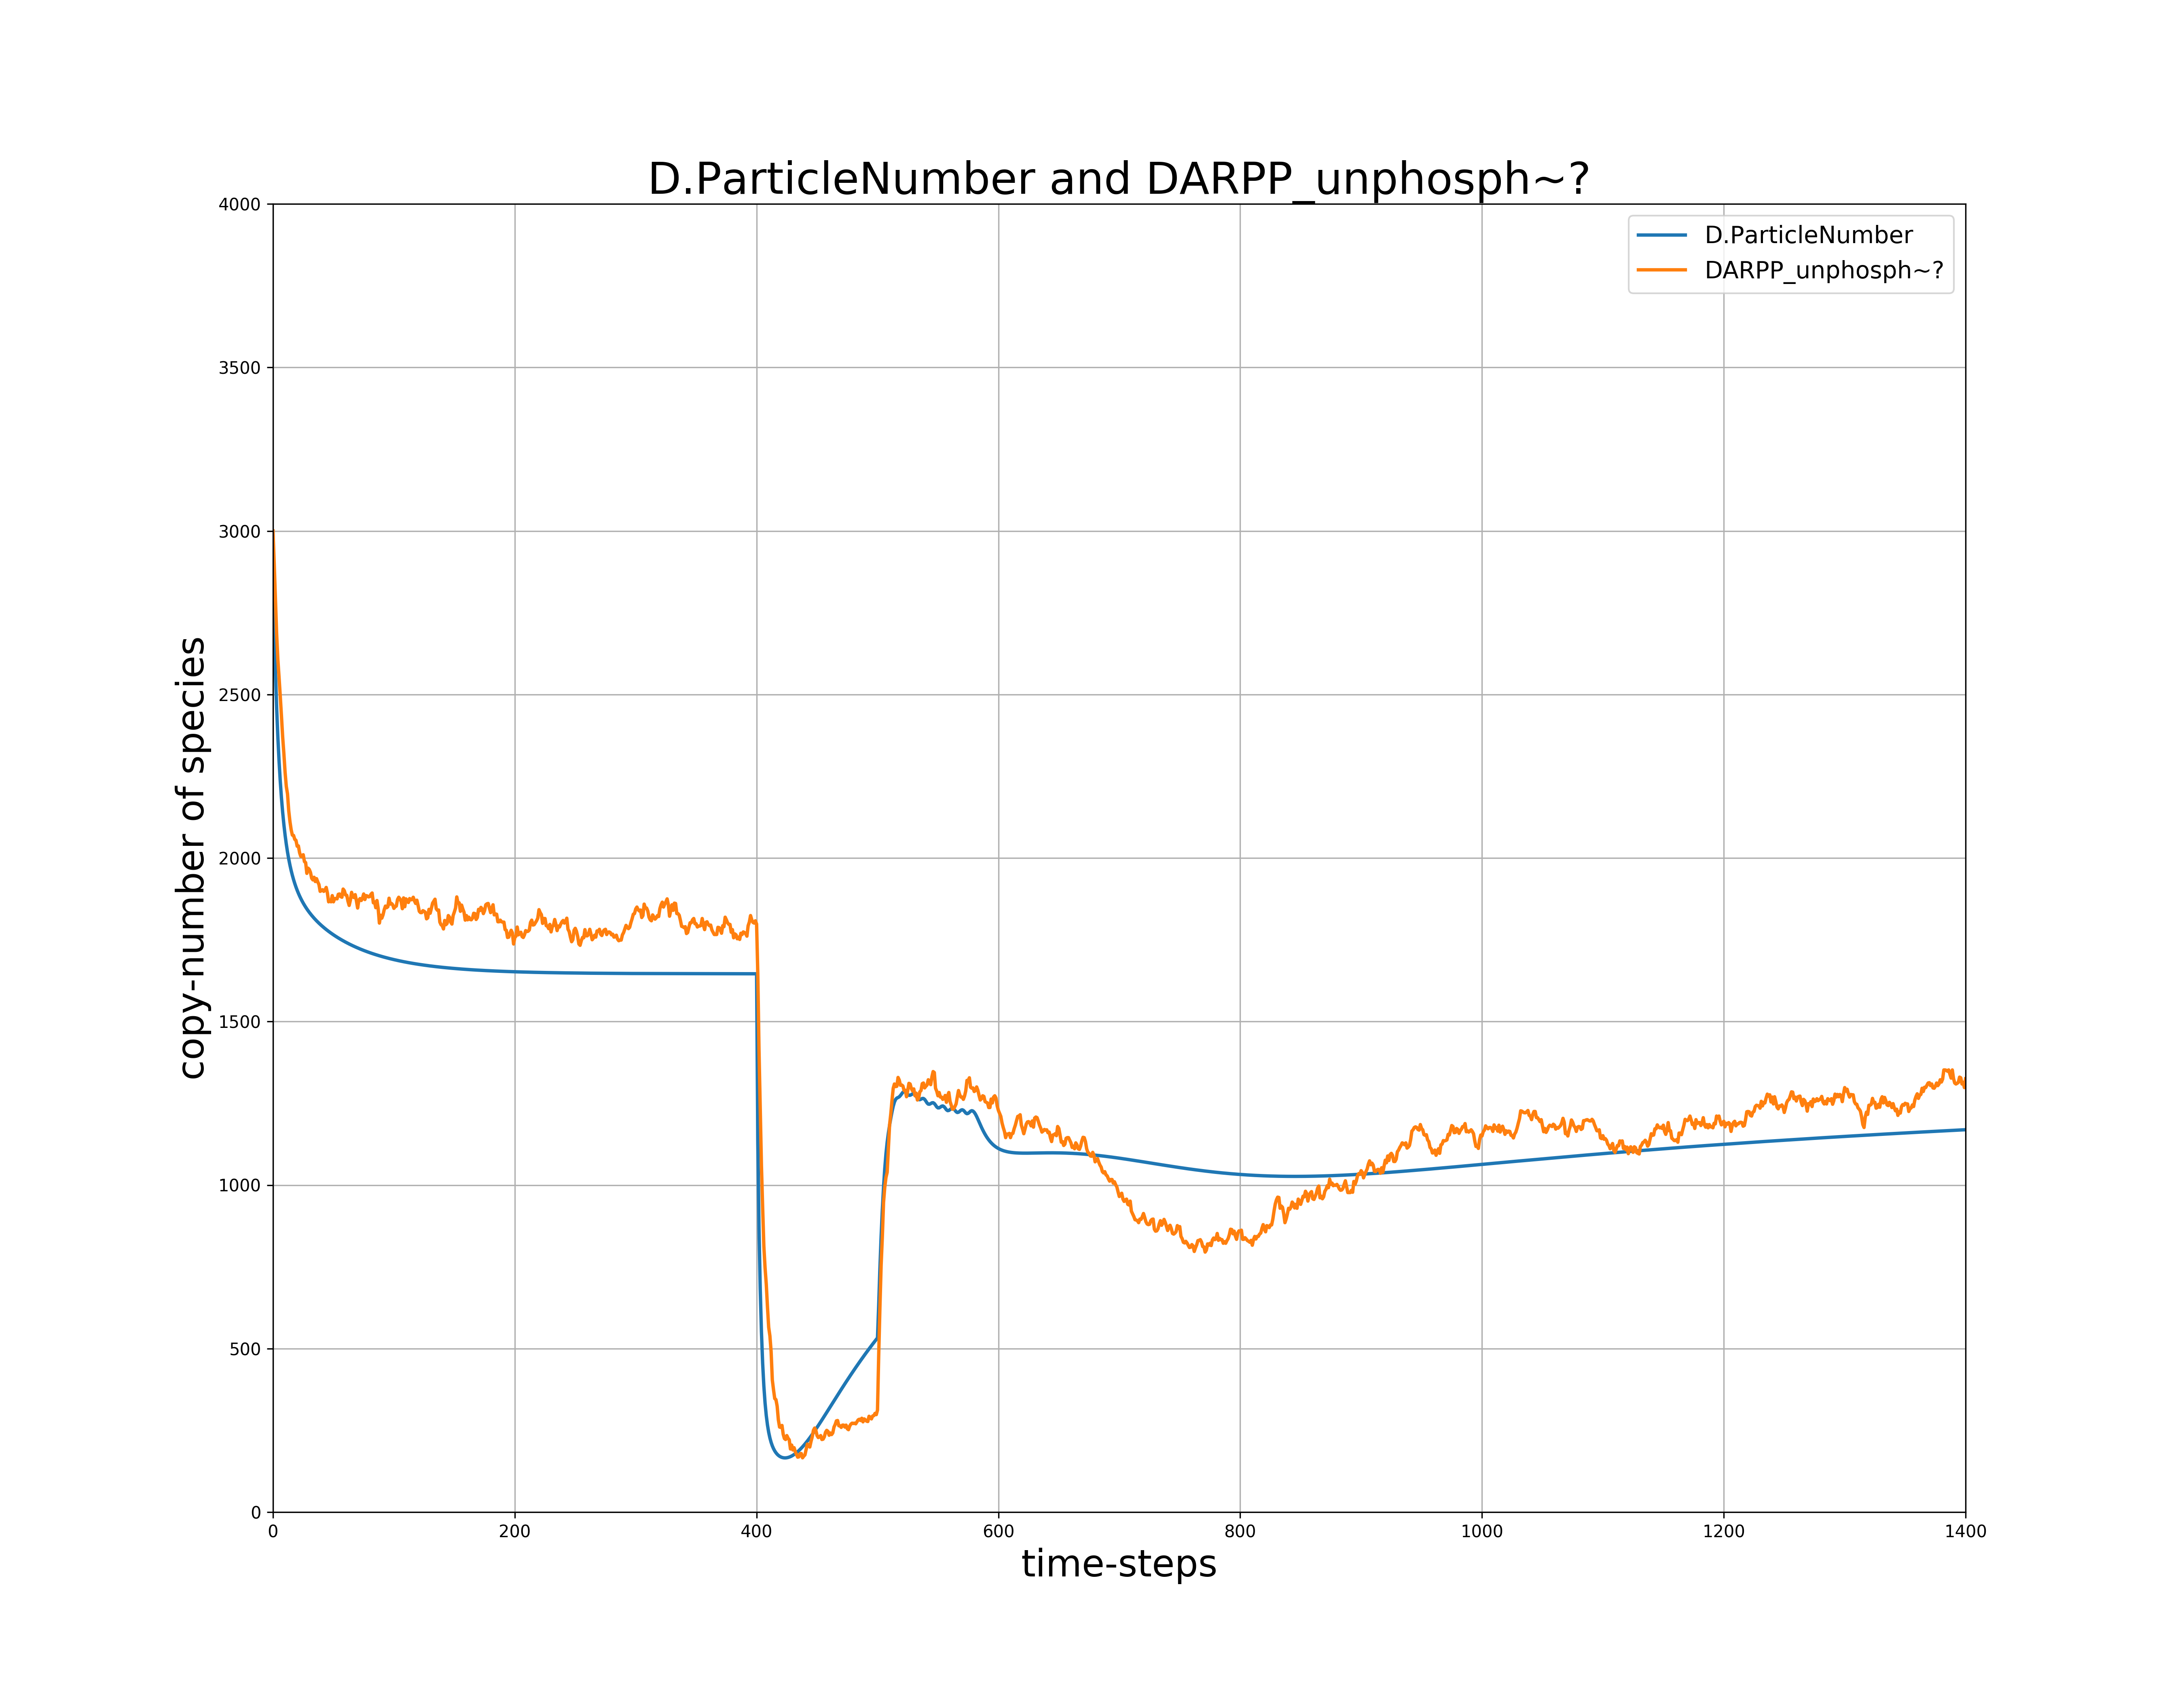 D.ParticleNumber and DARPP_unphosph~?
D.ParticleNumber
DARPP_unphosph~?
copy-number of species
4000
3500
3000
2500
2000
1500
1000
500
0
0 200 400 600 800 1000 1200 1400
time-steps